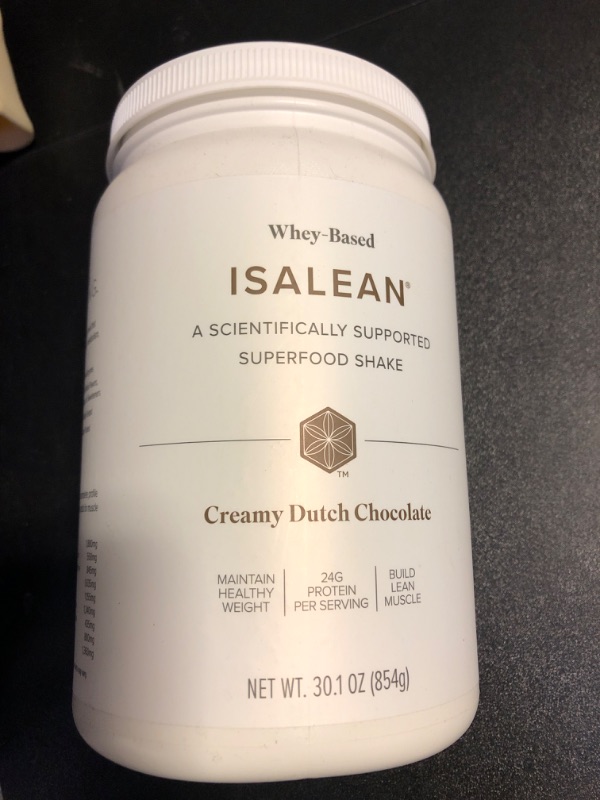 Whey-Based
ISALEAN®
A SCIENTIFICALLY SUPPORTED
SUPERFOOD SHAKE
TM
Creamy Dutch Chocolate
MAINTAIN
HEALTHY
WEIGHT
24G
PROTEIN
PER SERVING
BUILD
LEAN
MUSCLE
NET WT. 30.1 OZ (854g)